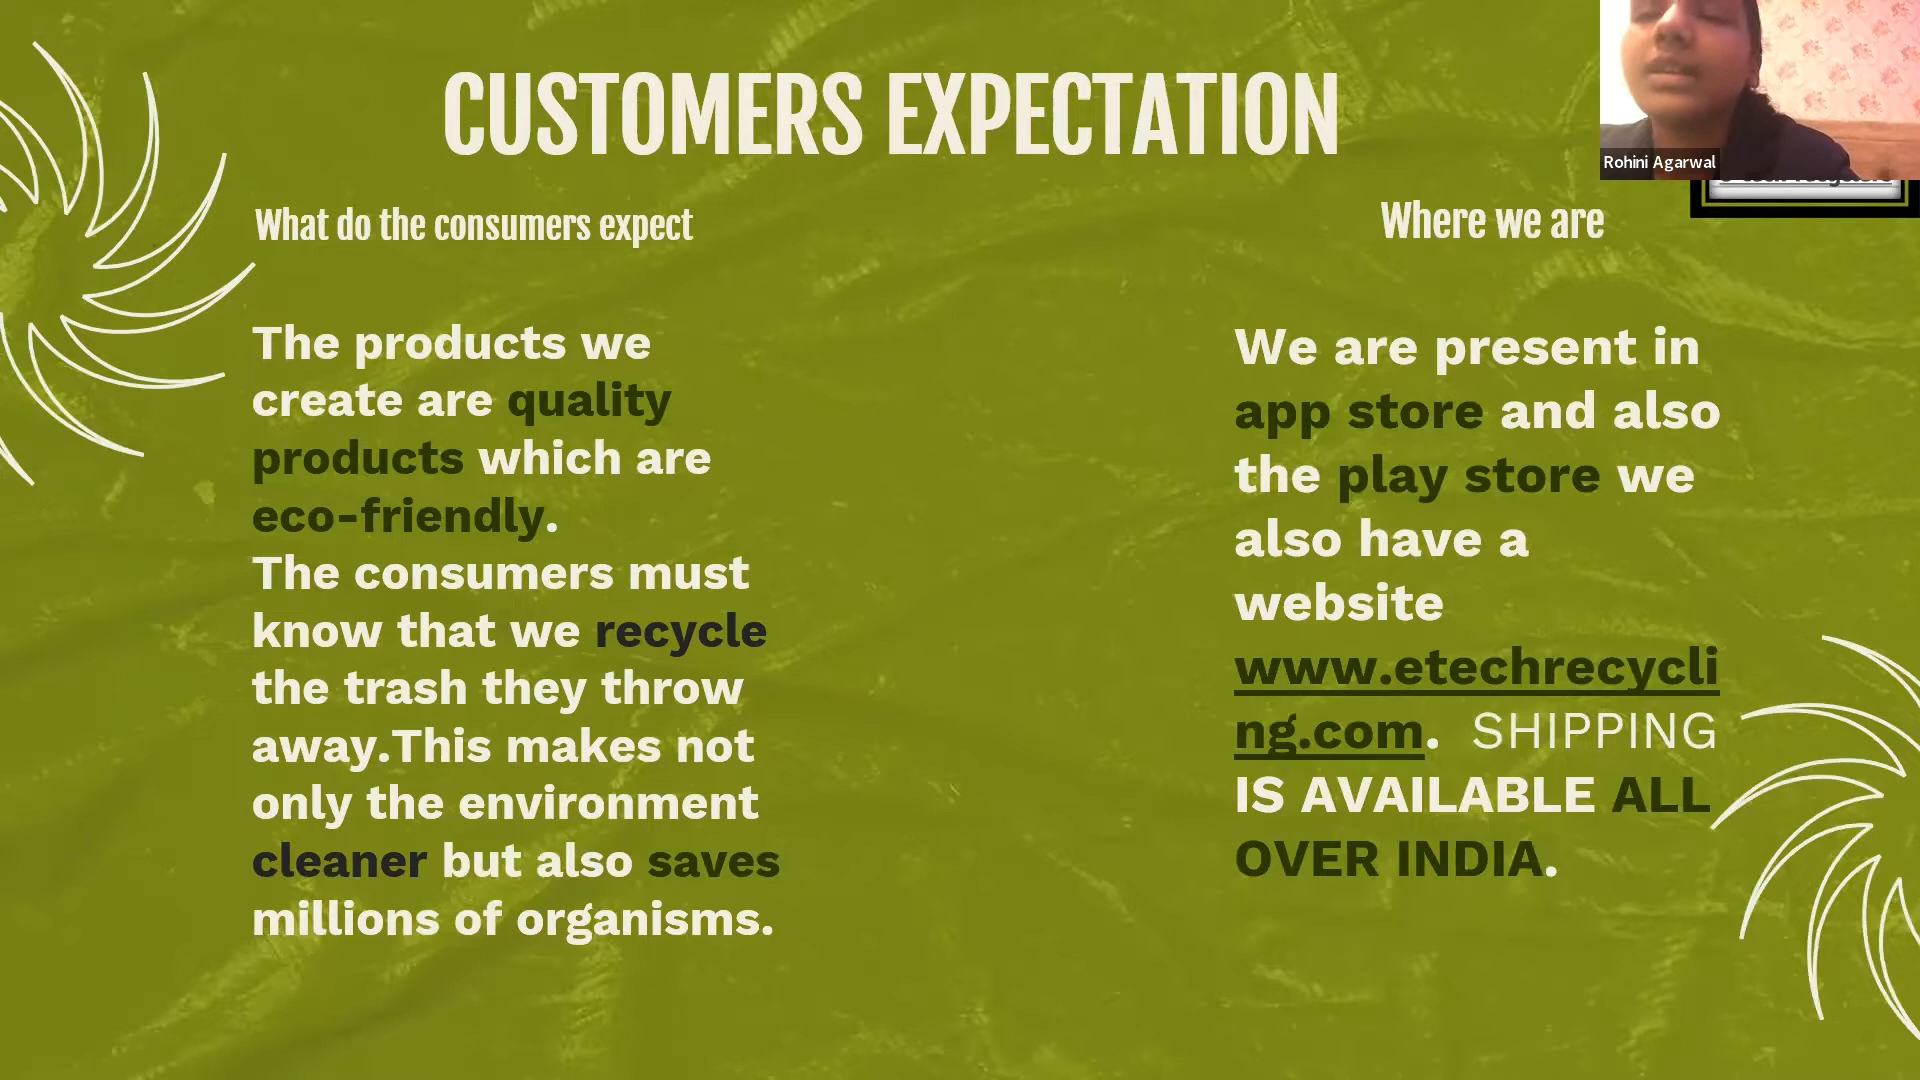 CUSTOMERS EXPECTATION
Rohini Agarwal
What do the consumers expect
The products we
create are quality
products which are
eco-friendly.
The consumers must
know that we recycle
the trash they throw
away.This makes not
only the environment
cleaner but also saves
millions of organisms.
Where we are
We are present in
app store and also
the play store we
also have a
website
www.etechrecycli
ng.com. SHIPPING
IS AVAILABLE ALL
OVER INDIA.